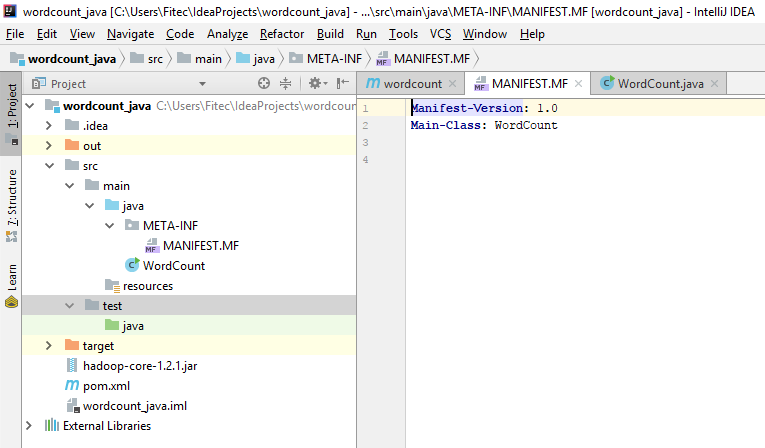 wordcount_java [C:\Users\Fitec\IdeaProjects\wordcount_java] - ...\src\main\java\META-INF\MANIFEST.MF [wordcount_java] - IntelliJ IDEA
File Edit View Navigate Code Analyze Refactor Build Run Tools VCS Window Help
wordcount_java src main java META-INF MANIFEST.MF
1: Project
7: Structure
Learn
Project
wordcount_java C:\Users\Fitec\IdeaProjects\wordcoun
.idea
out
src
main
java
META-INF
MANIFEST.MF
WordCount
resources
test
java
target
hadoop-core-1.2.1.jar
pom.xml
wordcount_java.iml
External Libraries
wordcount MANIFEST.MF WordCount.java
1 Manifest-Version: 1.0
2 Main-Class: WordCount
3
4